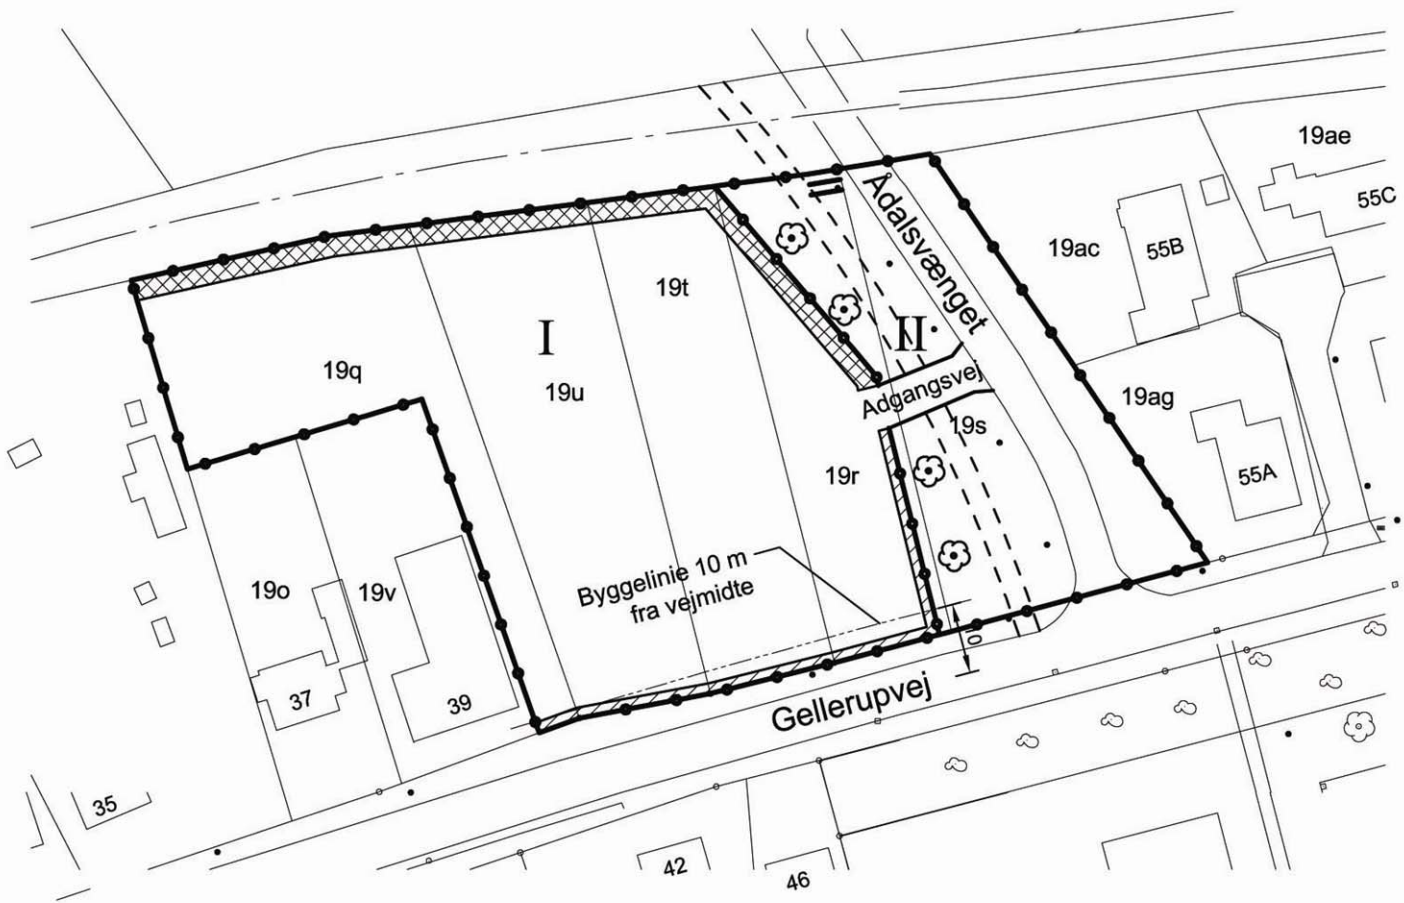 19ae
55C
Ådalsvænget
19ac
55B
19t
I
II
19q
19u
Adgangsvej
19ag
19s
19r
55A
Byggelinie 10 m
fra vejmidte
19o
19v
10
37
39
Gellerupvej
35
42
46